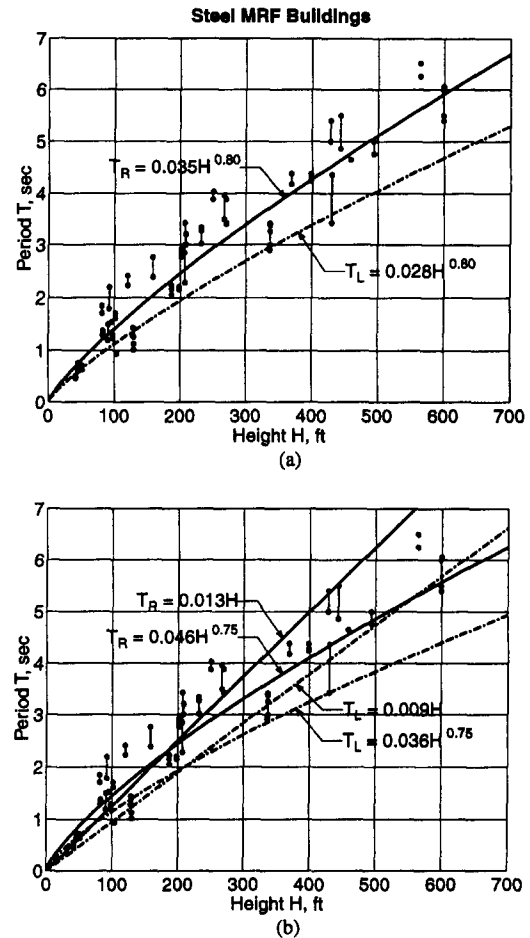 Steel MRF Buildings
7
6
5
4
3
2
1
0
Period T, sec
T_R = 0.035H^0.80
T_L = 0.028H^0.80
0 100 200 300 400 500 600 700
Height H, ft
(a)
7
6
5
4
3
2
1
0
Period T, sec
T_R = 0.013H
T_R = 0.046H^0.75
T_L = 0.009H
T_L = 0.036H^0.75
0 100 200 300 400 500 600 700
Height H, ft
(b)